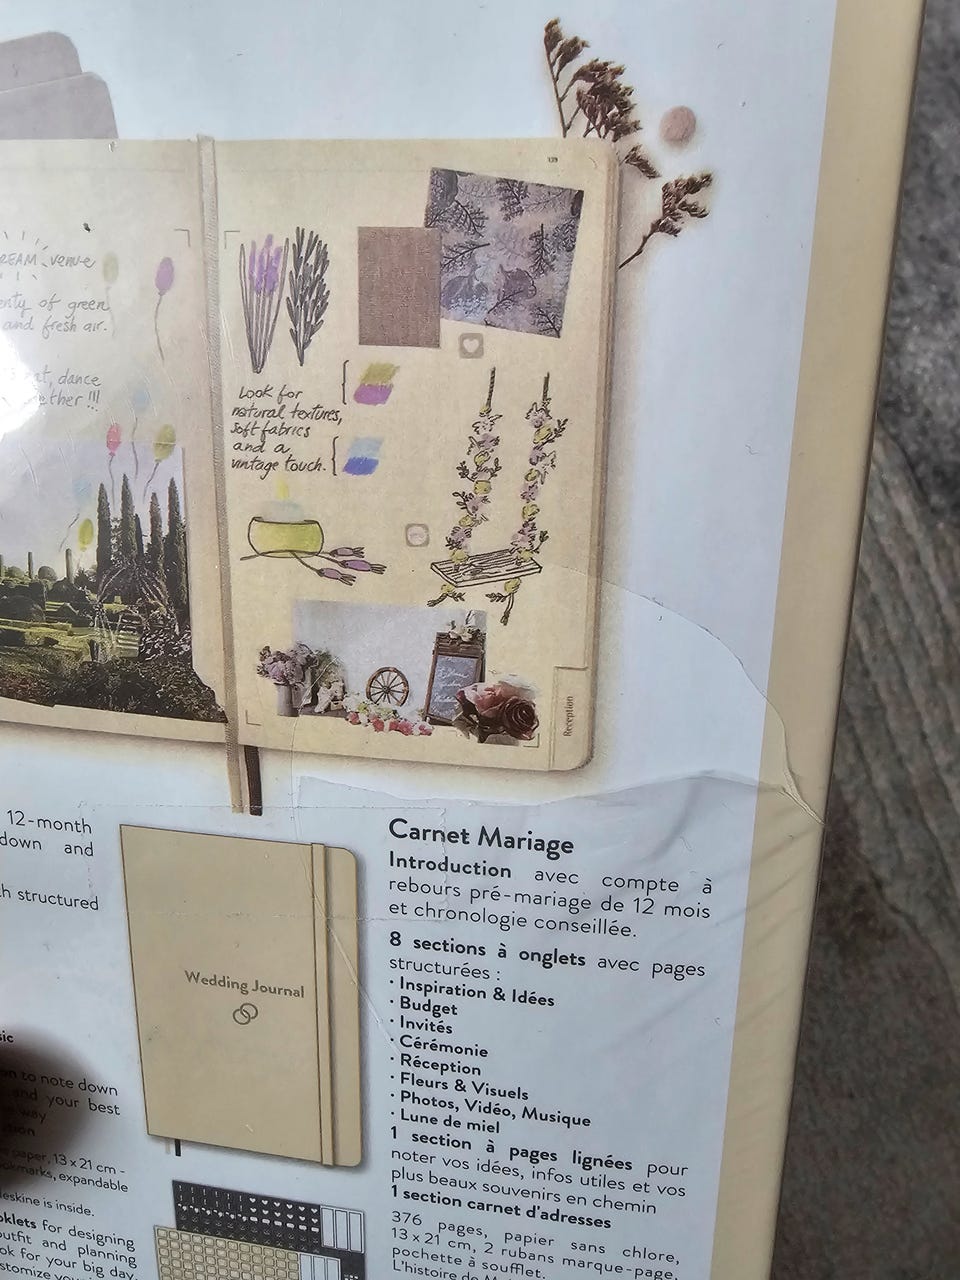 venue
of green
and fresh air.
dance
139
Look for
natural textures,
soft fabrics
and a
vintage touch.
Reception
12-month
down and
structured
Wedding Journal
to note down
and your best
way
paper, 13 x 21 cm -
expandable
is inside.
for designing
outfit and planning
for your big day.
Carnet Mariage
Introduction avec compte à
rebours pré-mariage de 12 mois
et chronologie conseillée.
8 sections à onglets avec pages
structurées :
· Inspiration & Idées
· Budget
· Invités
· Cérémonie
· Réception
· Fleurs & Visuels
· Photos, Vidéo, Musique
· Lune de miel
1 section à pages lignées pour
noter vos idées, infos utiles et vos
plus beaux souvenirs en chemin
1 section carnet d'adresses
376 pages, papier sans chlore,
13 x 21 cm, 2 rubans marque-page,
pochette à soufflet.
L'histoire de